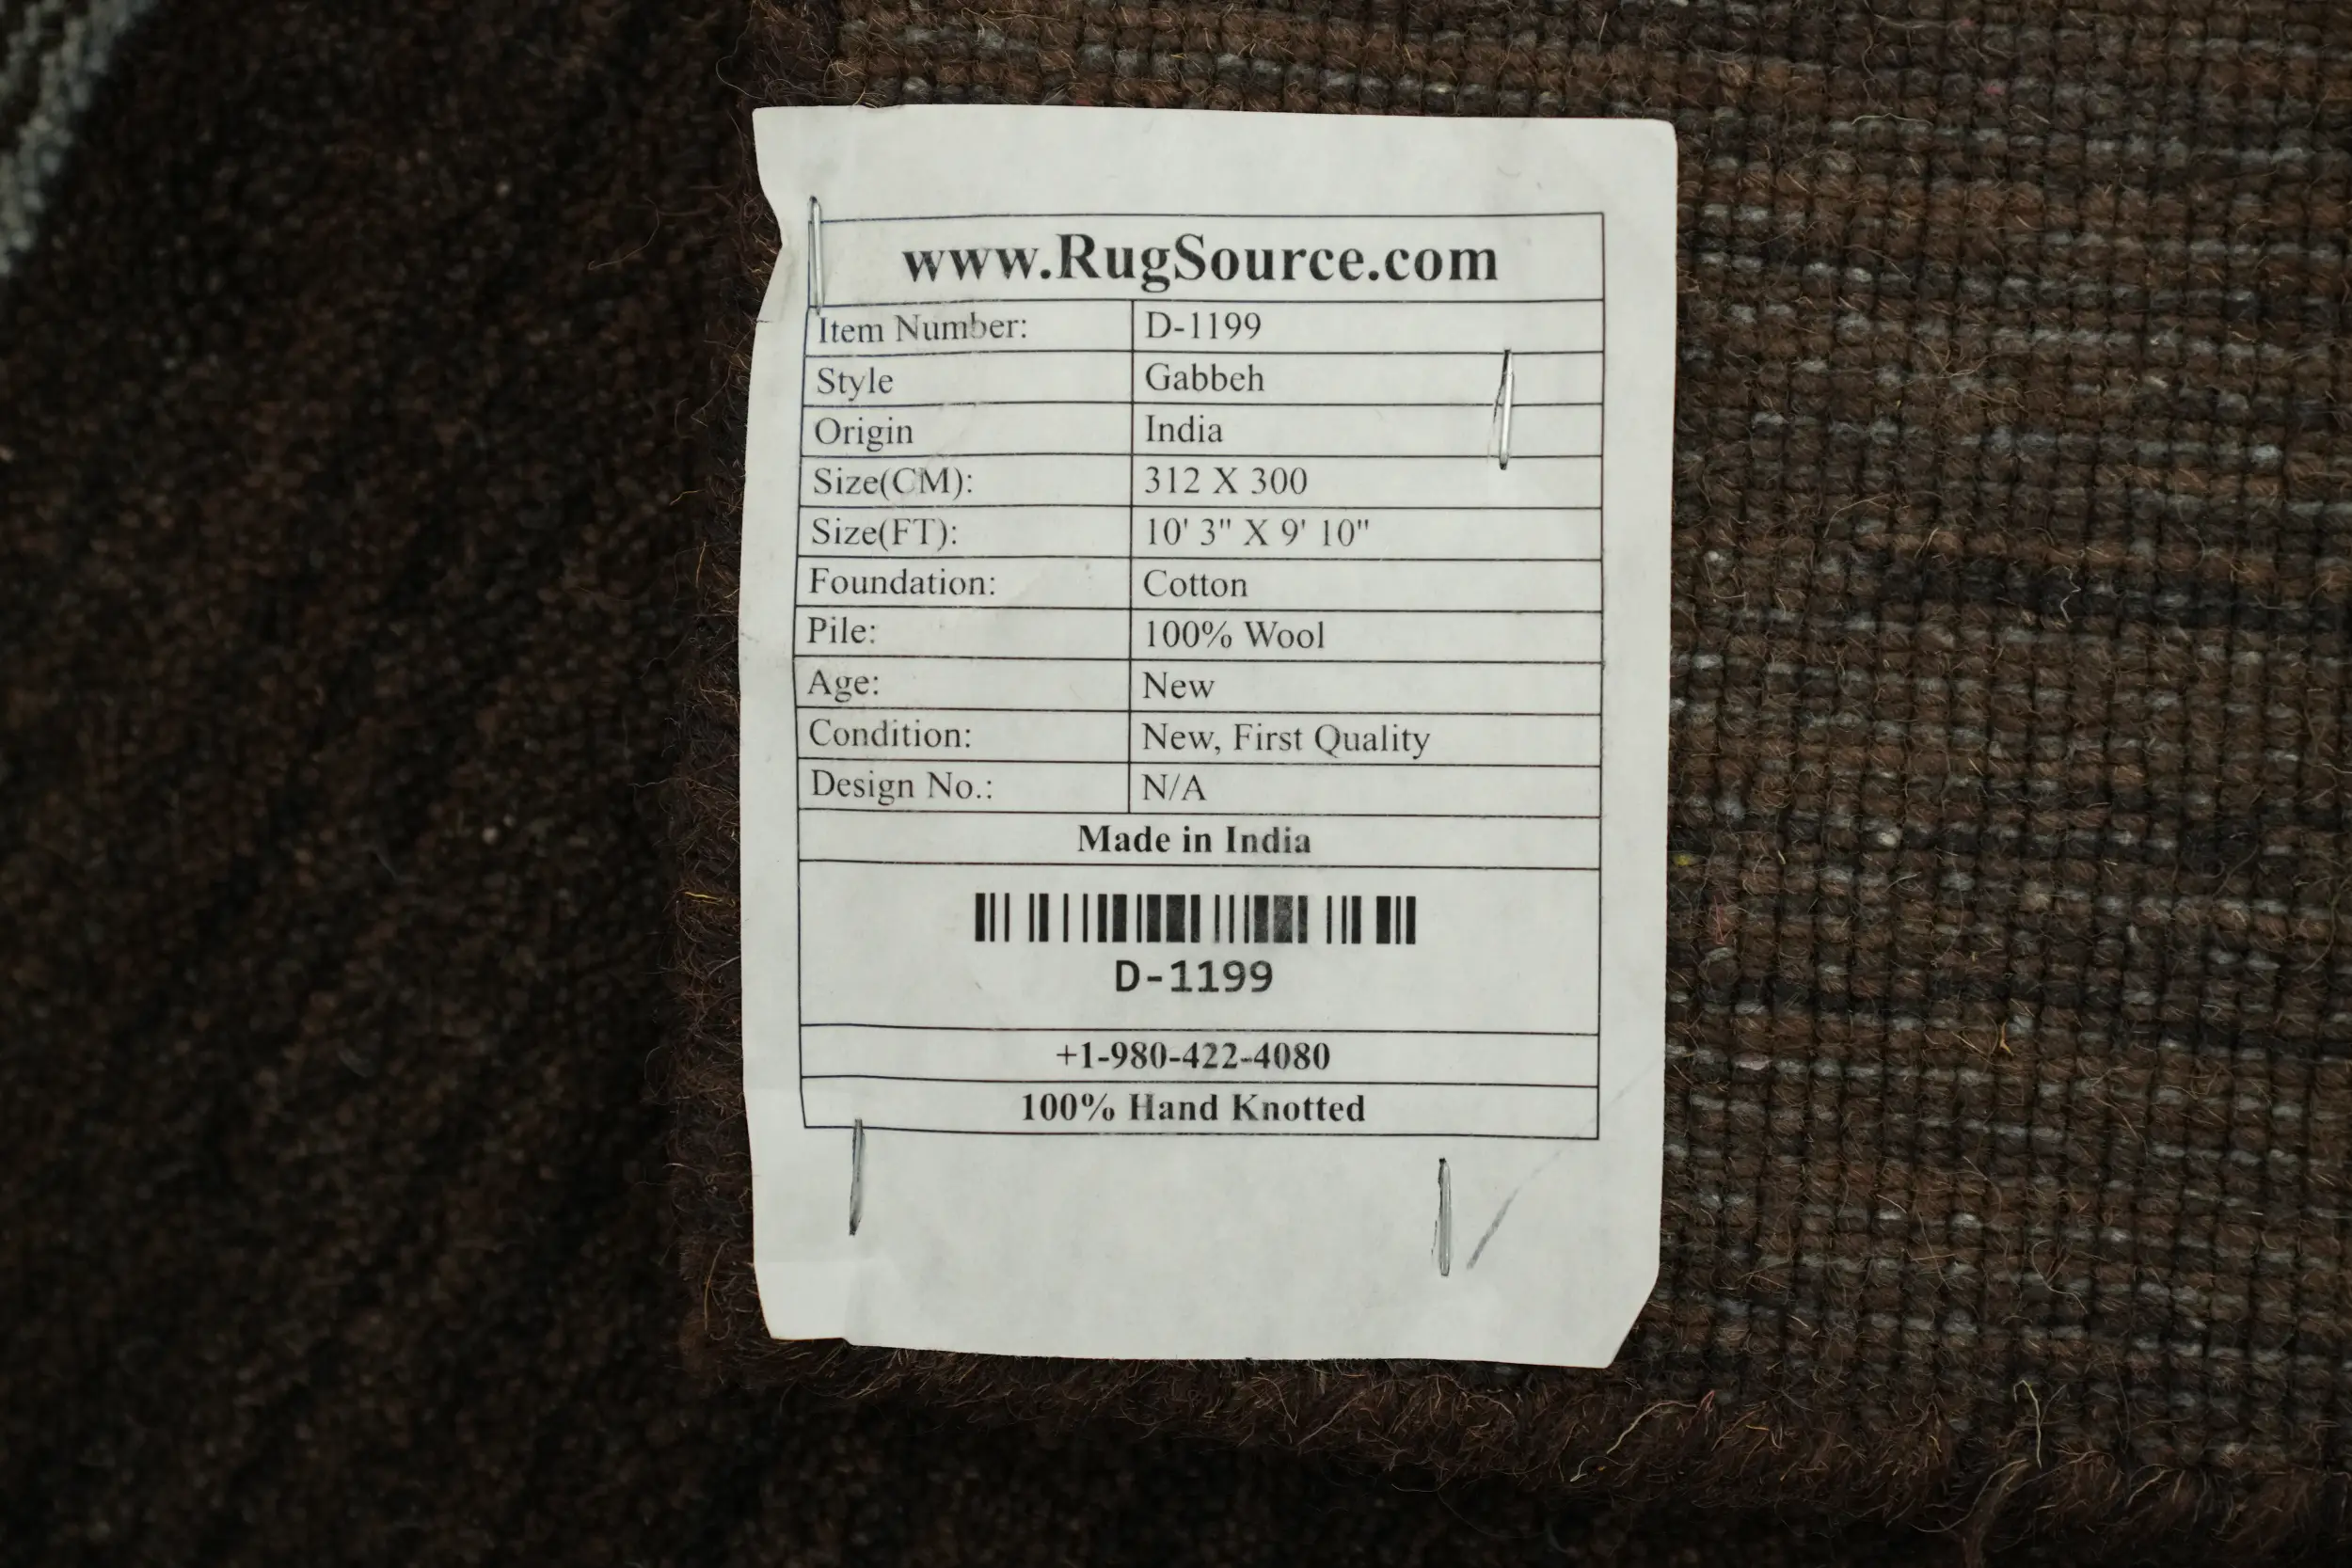 www.RugSource.com
Item Number: D-1199
Style Gabbeh
Origin India
Size(CM): 312 X 300
Size(FT): 10' 3" X 9' 10"
Foundation: Cotton
Pile: 100% Wool
Age: New
Condition: New, First Quality
Design No.: N/A
Made in India
D-1199
+1-980-422-4080
100% Hand Knotted